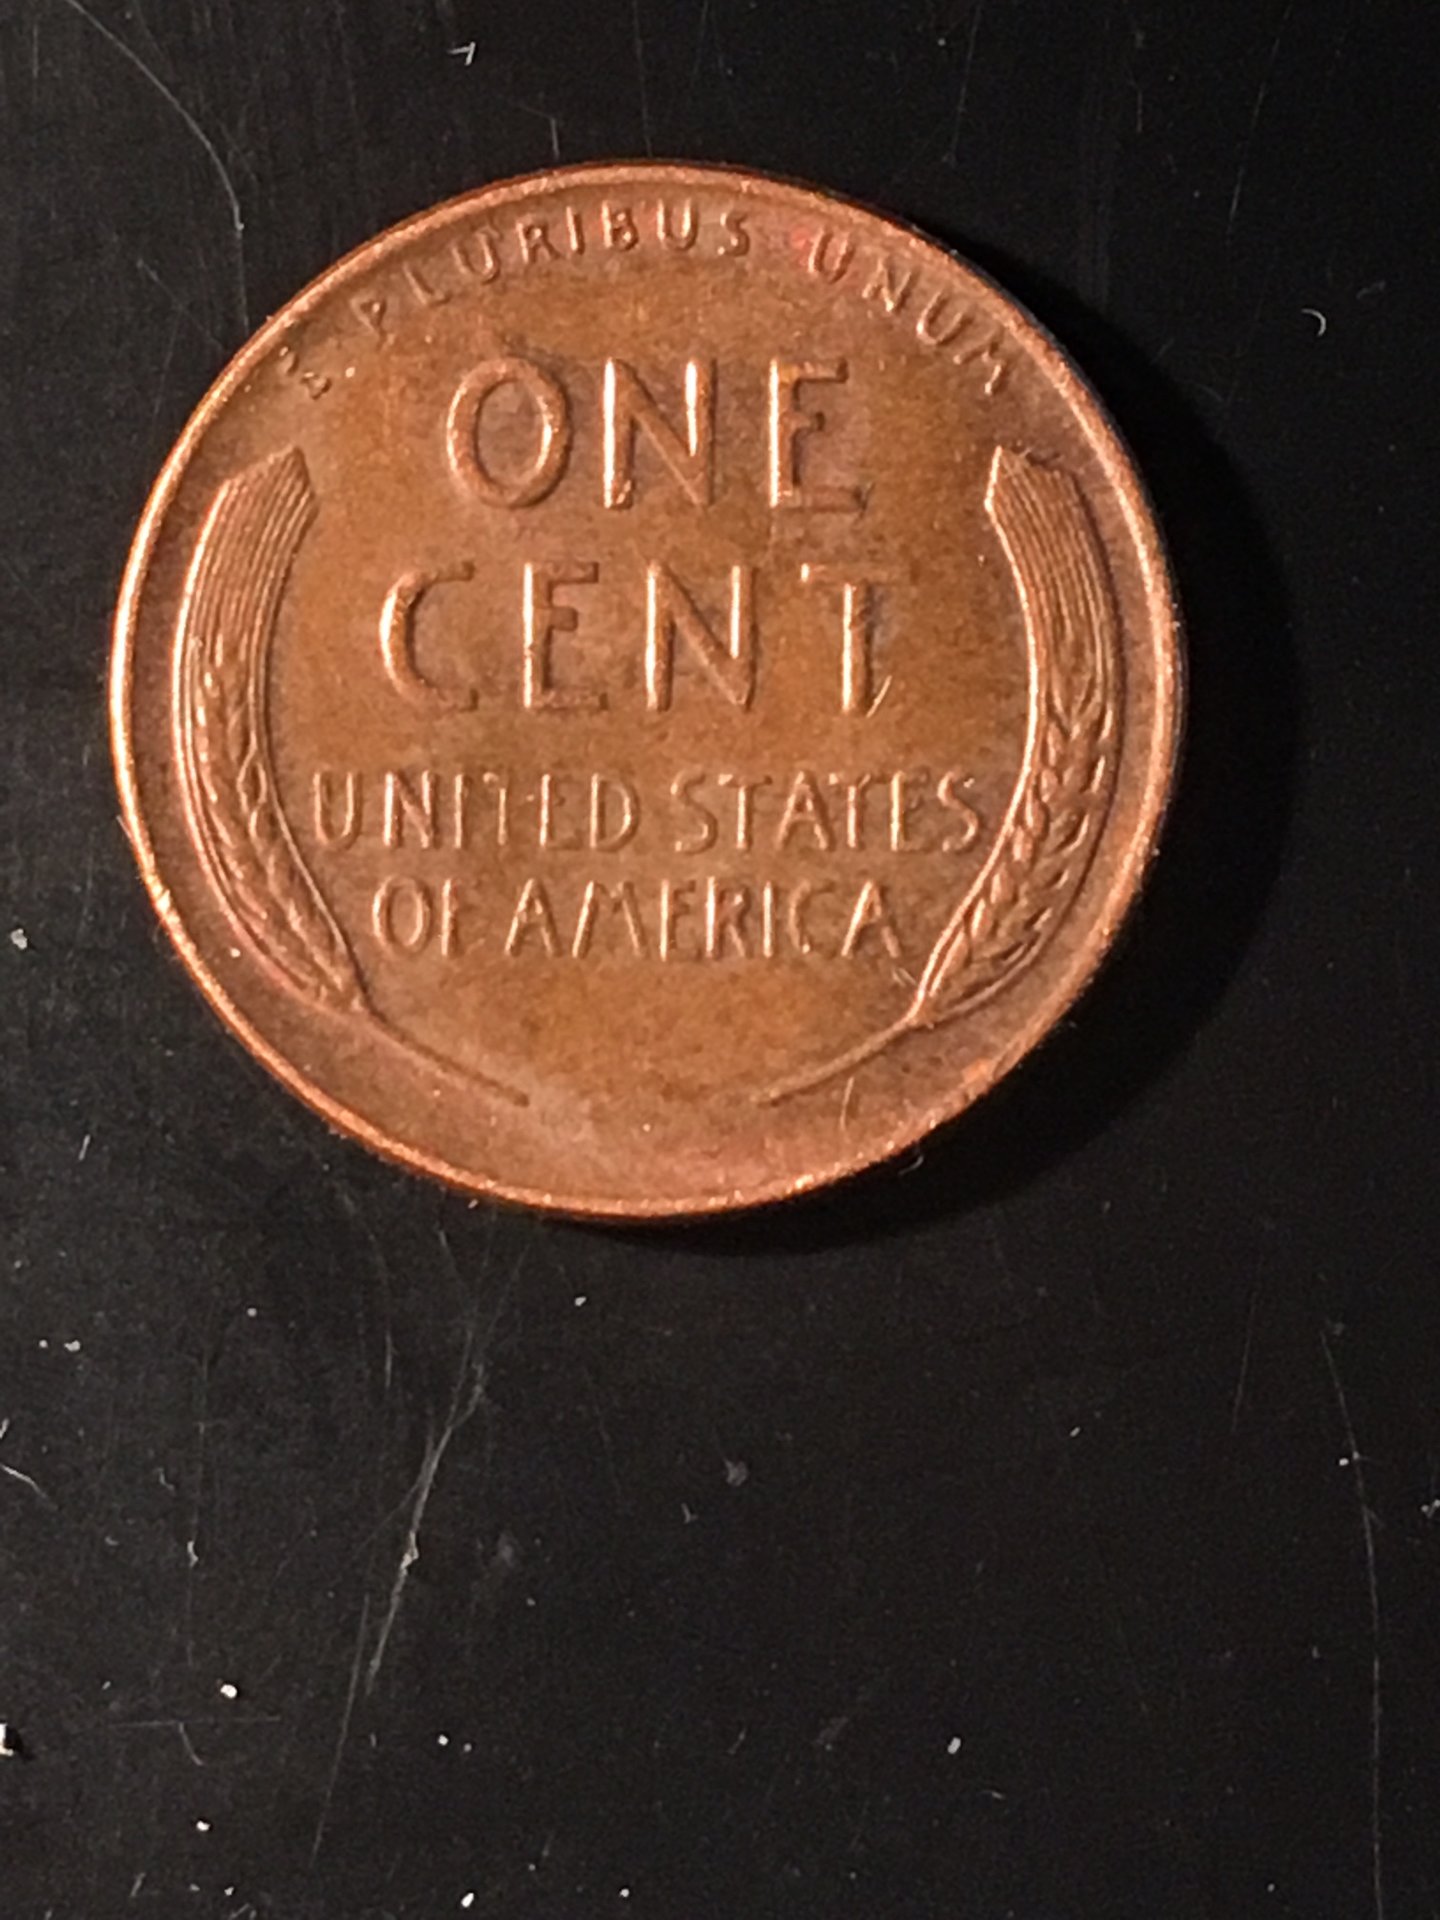 E PLURIBUS UNUM
ONE
CENT
UNITED STATES
OF AMERICA